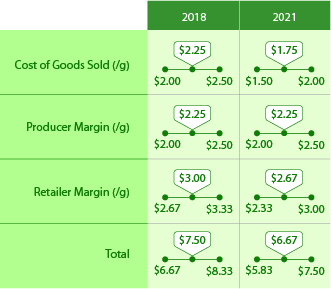 2018 2021
$2.25 $1.75
Cost of Goods Sold (/g)
$2.00 $2.50 $1.50 $2.00
$2.25 $2.25
Producer Margin (/g)
$2.00 $2.50 $2.00 $2.50
$3.00 $2.67
Retailer Margin (/g)
$2.67 $3.33 $2.33 $3.00
$7.50 $6.67
Total
$6.67 $8.33 $5.83 $7.50